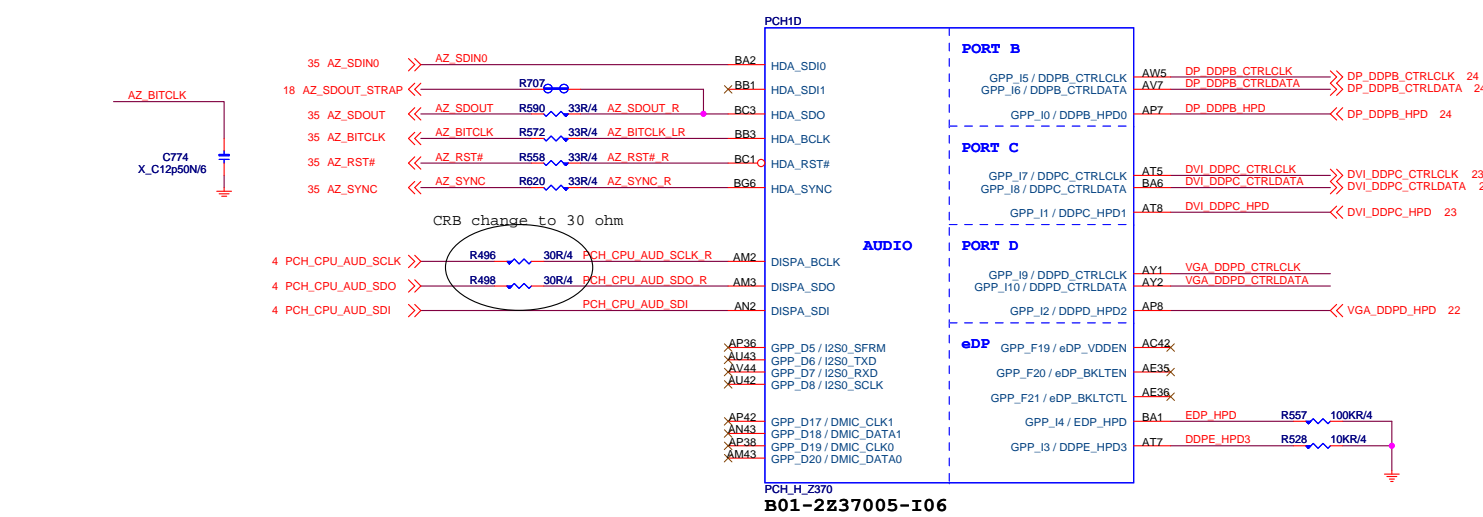 PCH1D
AZ_BITCLK
C774
X_C12p50N/6
35 AZ_SDIN0 AZ_SDIN0 BA2 HDA_SDI0
18 AZ_SDOUT_STRAP R707 BB1 HDA_SDI1
35 AZ_SDOUT AZ_SDOUT R590 33R/4 AZ_SDOUT_R BC3 HDA_SDO
35 AZ_BITCLK AZ_BITCLK R572 33R/4 AZ_BITCLK_LR BB3 HDA_BCLK
35 AZ_RST# AZ_RST# R558 33R/4 AZ_RST#_R BC1 HDA_RST#
35 AZ_SYNC AZ_SYNC R620 33R/4 AZ_SYNC_R BG6 HDA_SYNC
CRB change to 30 ohm
AUDIO
4 PCH_CPU_AUD_SCLK R496 30R/4 PCH_CPU_AUD_SCLK_R AM2 DISPA_BCLK
4 PCH_CPU_AUD_SDO R498 30R/4 PCH_CPU_AUD_SDO_R AM3 DISPA_SDO
4 PCH_CPU_AUD_SDI PCH_CPU_AUD_SDI AN2 DISPA_SDI
AP36 GPP_D5 / I2S0_SFRM
AU43 GPP_D6 / I2S0_TXD
AV44 GPP_D7 / I2S0_RXD
AU42 GPP_D8 / I2S0_SCLK
AP42 GPP_D17 / DMIC_CLK1
AN43 GPP_D18 / DMIC_DATA1
AP38 GPP_D19 / DMIC_CLK0
AM43 GPP_D20 / DMIC_DATA0
PORT B
GPP_I5 / DDPB_CTRLCLK AW5 DP_DDPB_CTRLCLK DP_DDPB_CTRLCLK 24
GPP_I6 / DDPB_CTRLDATA AV7 DP_DDPB_CTRLDATA DP_DDPB_CTRLDATA 24
GPP_I0 / DDPB_HPD0 AP7 DP_DDPB_HPD DP_DDPB_HPD 24
PORT C
GPP_I7 / DDPC_CTRLCLK AT5 DVI_DDPC_CTRLCLK DVI_DDPC_CTRLCLK 23
GPP_I8 / DDPC_CTRLDATA BA6 DVI_DDPC_CTRLDATA DVI_DDPC_CTRLDATA 2
GPP_I1 / DDPC_HPD1 AT8 DVI_DDPC_HPD DVI_DDPC_HPD 23
PORT D
GPP_I9 / DDPD_CTRLCLK AY1 VGA_DDPD_CTRLCLK
GPP_I10 / DDPD_CTRLDATA AY2 VGA_DDPD_CTRLDATA
GPP_I2 / DDPD_HPD2 AP8 VGA_DDPD_HPD 22
eDP
GPP_F19 / eDP_VDDEN AC42
GPP_F20 / eDP_BKLTEN AE35
GPP_F21 / eDP_BKLTCTL AE36
GPP_I4 / EDP_HPD BA1 EDP_HPD R557 100KR/4
GPP_I3 / DDPE_HPD3 AT7 DDPE_HPD3 R528 10KR/4
PCH_H_Z370
B01-2Z37005-I06